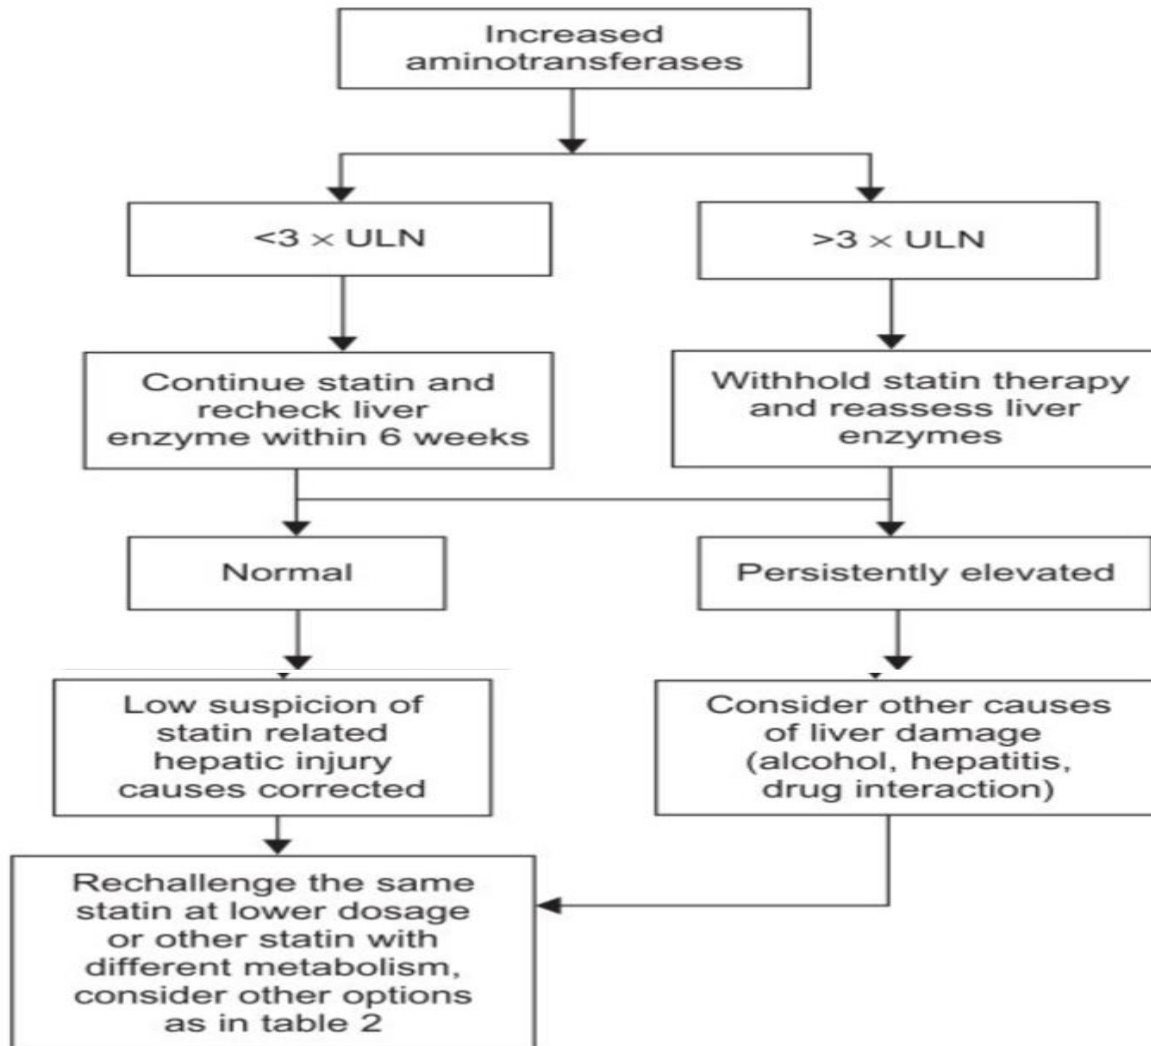 Increased
aminotransferases
<3 × ULN
>3 × ULN
Continue statin and
recheck liver
enzyme within 6 weeks
Withhold statin therapy
and reassess liver
enzymes
Normal
Persistently elevated
Low suspicion of
statin related
hepatic injury
causes corrected
Consider other causes
of liver damage
(alcohol, hepatitis,
drug interaction)
Rechallenge the same
statin at lower dosage
or other statin with
different metabolism,
consider other options
as in table 2